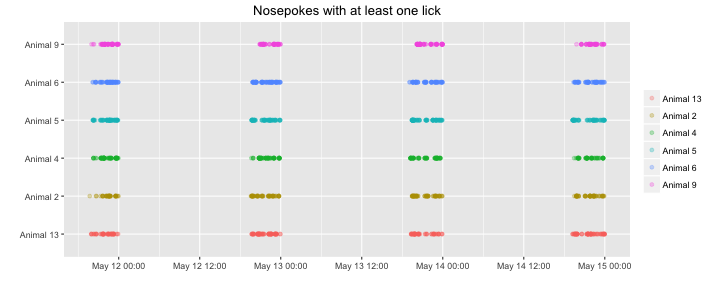 Nosepokes with at least one lick
Animal 9
Animal 6
Animal 5
Animal 4
Animal 2
Animal 13
May 12 00:00 May 12 12:00 May 13 00:00 May 13 12:00 May 14 00:00 May 14 12:00 May 15 00:00
Animal 13
Animal 2
Animal 4
Animal 5
Animal 6
Animal 9